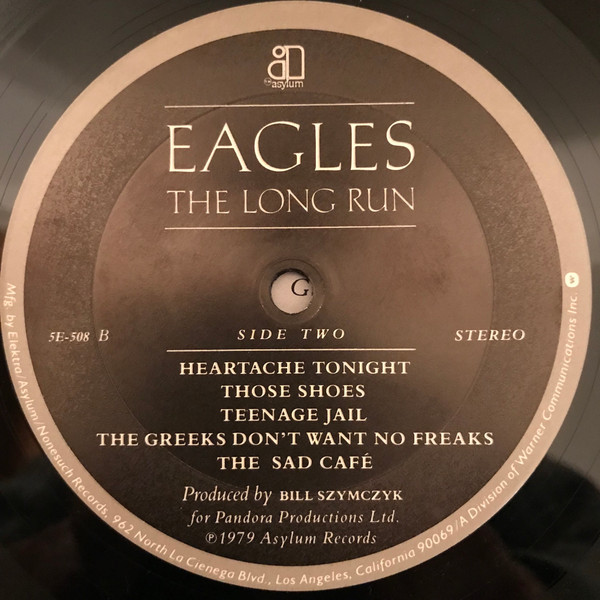 asylum
EAGLES
THE LONG RUN
G
5E-508 B
SIDE TWO
STEREO
HEARTACHE TONIGHT
THOSE SHOES
TEENAGE JAIL
THE GREEKS DON'T WANT NO FREAKS
THE SAD CAFÉ
Produced by BILL SZYMCZYK
for Pandora Productions Ltd.
℗1979 Asylum Records
Mfg. by Elektra/Asylum/Nonesuch Records, 962 North La Cienega Blvd., Los Angeles, California 90069/A Division of Warner Communications Inc. W